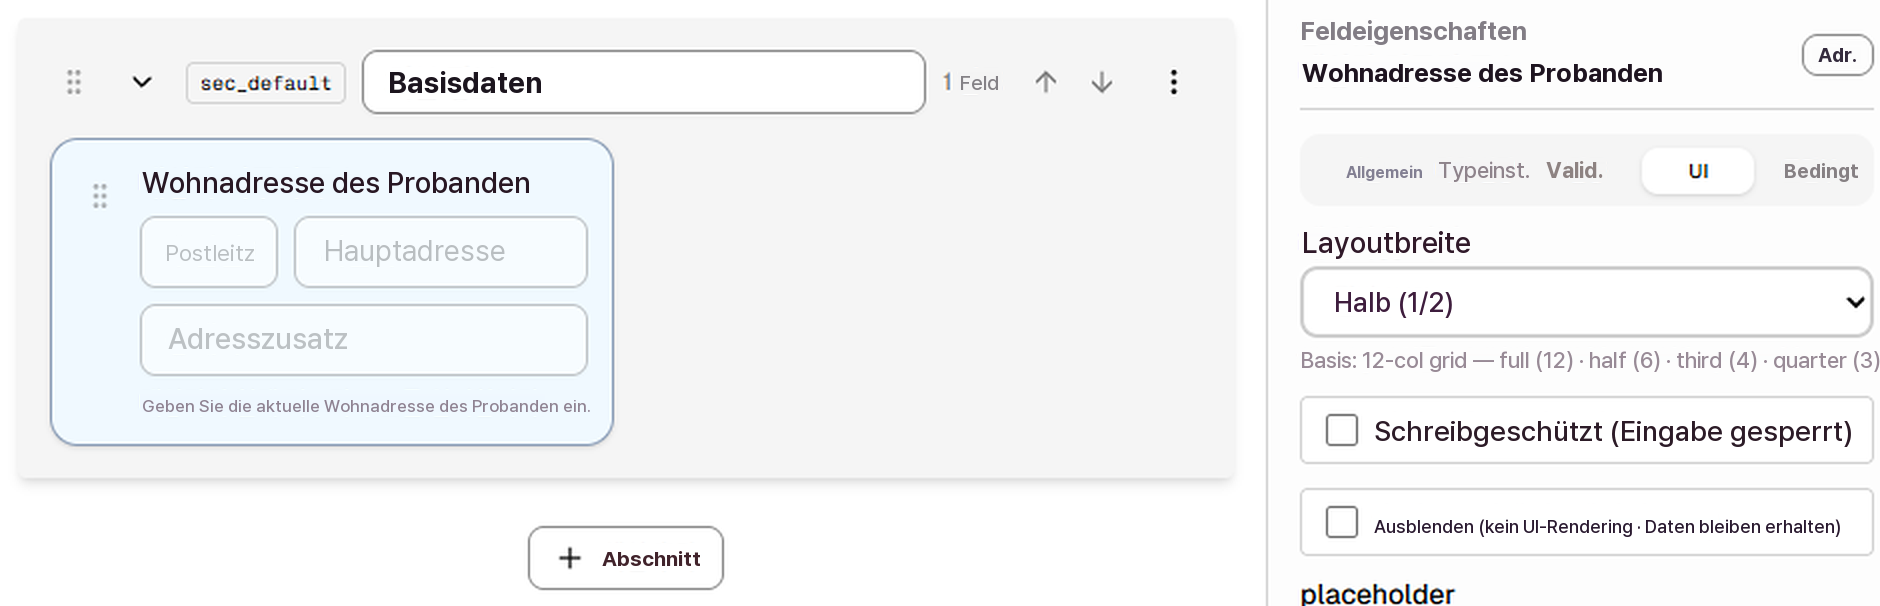 sec_default Basisdaten 1 Feld
Wohnadresse des Probanden
Postleitz Hauptadresse
Adresszusatz
Geben Sie die aktuelle Wohnadresse des Probanden ein.
Abschnitt
Feldeigenschaften
Wohnadresse des Probanden
Adr.
Allgemein Typeinst. Valid. UI Bedingt
Layoutbreite
Halb (1/2)
Basis: 12-col grid — full (12) · half (6) · third (4) · quarter (3)
Schreibgeschützt (Eingabe gesperrt)
Ausblenden (kein UI-Rendering · Daten bleiben erhalten)
placeholder